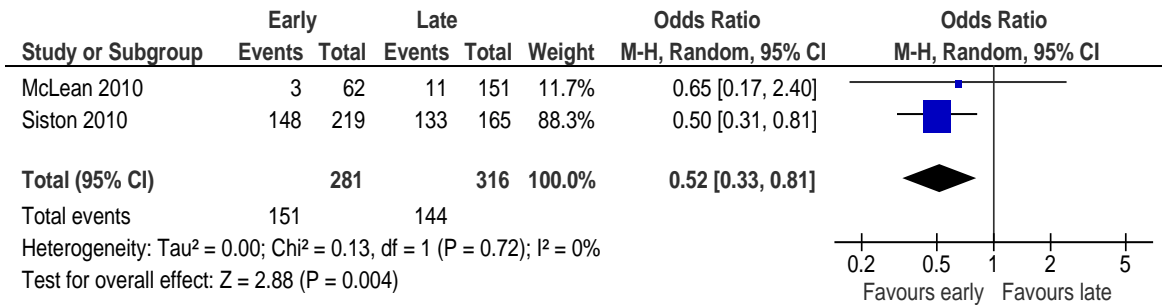 Early Late Odds Ratio Odds Ratio
Study or Subgroup Events Total Events Total Weight M-H, Random, 95% CI M-H, Random, 95% CI
McLean 2010 3 62 11 151 11.7% 0.65 [0.17, 2.40]
Siston 2010 148 219 133 165 88.3% 0.50 [0.31, 0.81]
Total (95% CI) 281 316 100.0% 0.52 [0.33, 0.81]
Total events 151 144
Heterogeneity: Tau² = 0.00; Chi² = 0.13, df = 1 (P = 0.72); I² = 0%
Test for overall effect: Z = 2.88 (P = 0.004)
0.2 0.5 1 2 5
Favours early Favours late